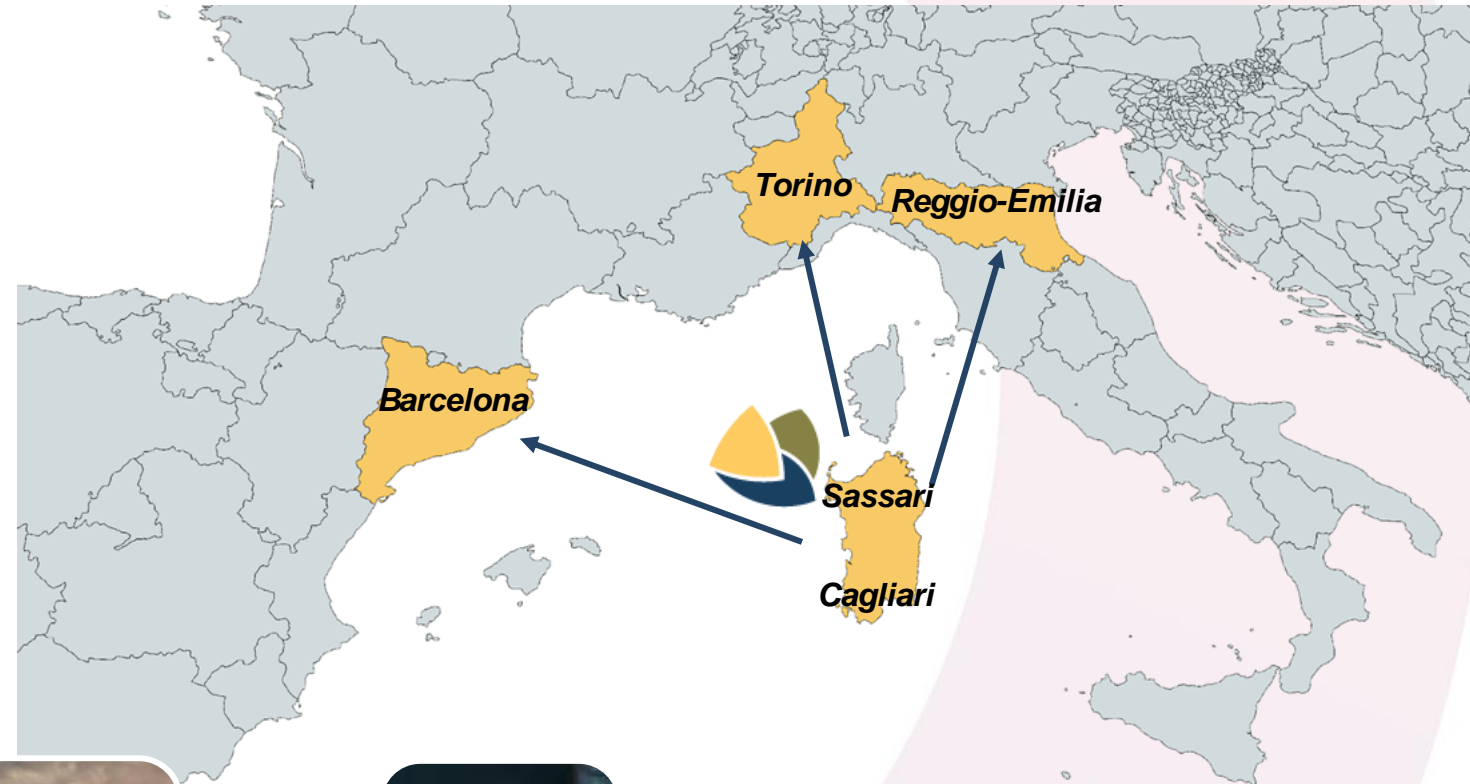 Torino
Reggio-Emilia
Barcelona
Sassari
Cagliari